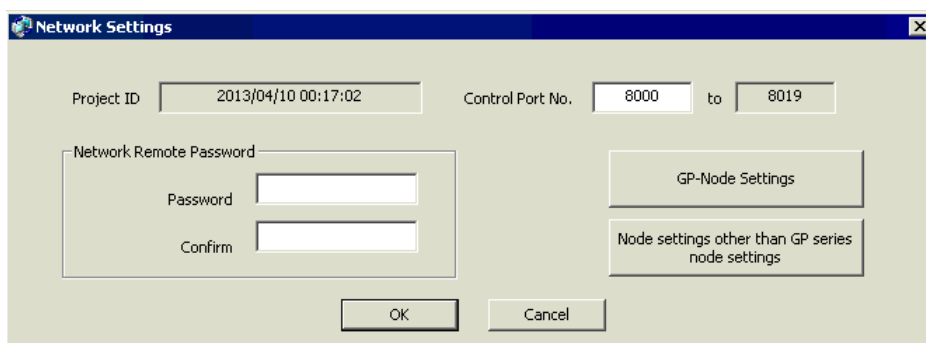 Network Settings
Project ID 2013/04/10 00:17:02 Control Port No. 8000 to 8019
Network Remote Password
Password
Confirm
GP-Node Settings
Node settings other than GP series
node settings
OK Cancel